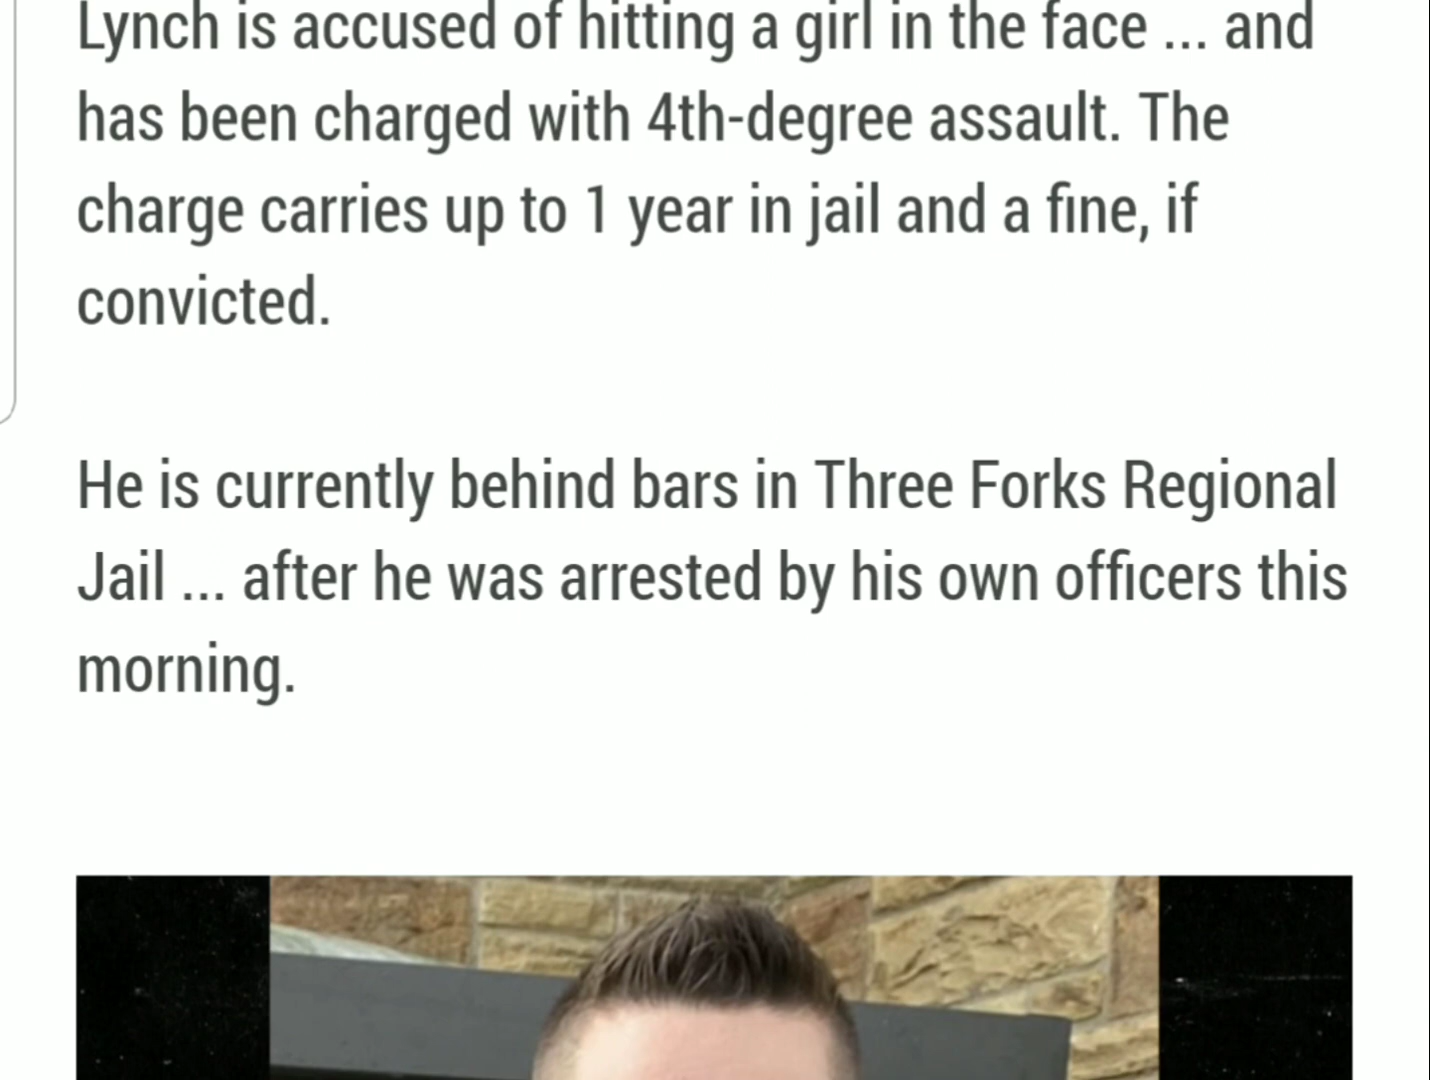 Lynch is accused of hitting a girl in the face ... and
has been charged with 4th-degree assault. The
charge carries up to 1 year in jail and a fine, if
convicted.
He is currently behind bars in Three Forks Regional
Jail ... after he was arrested by his own officers this
morning.